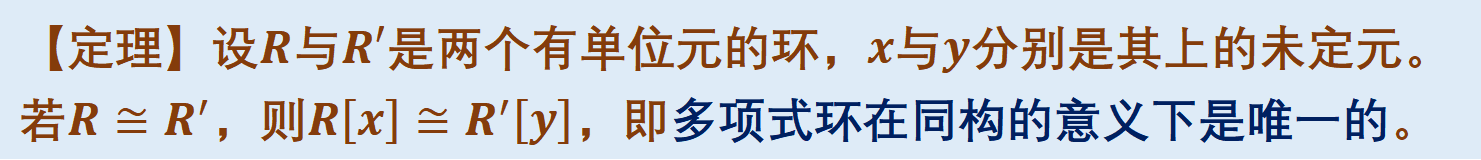 【定理】设R与R′是两个有单位元的环，x与y分别是其上的未定元。
若R ≅ R′，则R[x] ≅ R′[y]，即多项式环在同构的意义下是唯一的。